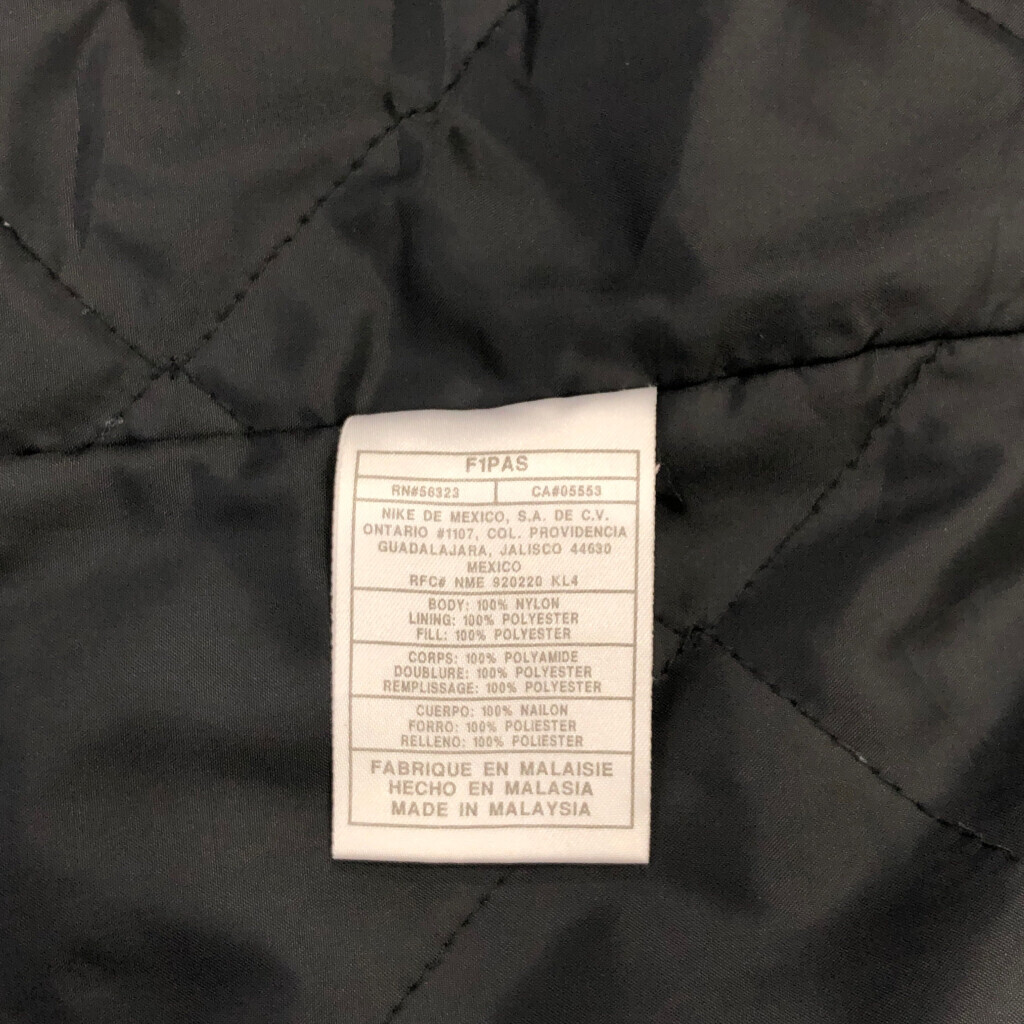 F1PAS
RN#56323 CA#05553
NIKE DE MEXICO, S.A. DE C.V.
ONTARIO #1107, COL. PROVIDENCIA
GUADALAJARA, JALISCO 44630
MEXICO
RFC# NME 920220 KL4
BODY: 100% NYLON
LINING: 100% POLYESTER
FILL: 100% POLYESTER
CORPS: 100% POLYAMIDE
DOUBLURE: 100% POLYESTER
REMPLISSAGE: 100% POLYESTER
CUERPO: 100% NAILON
FORRO: 100% POLIESTER
RELLENO: 100% POLIESTER
FABRIQUE EN MALAISIE
HECHO EN MALASIA
MADE IN MALAYSIA